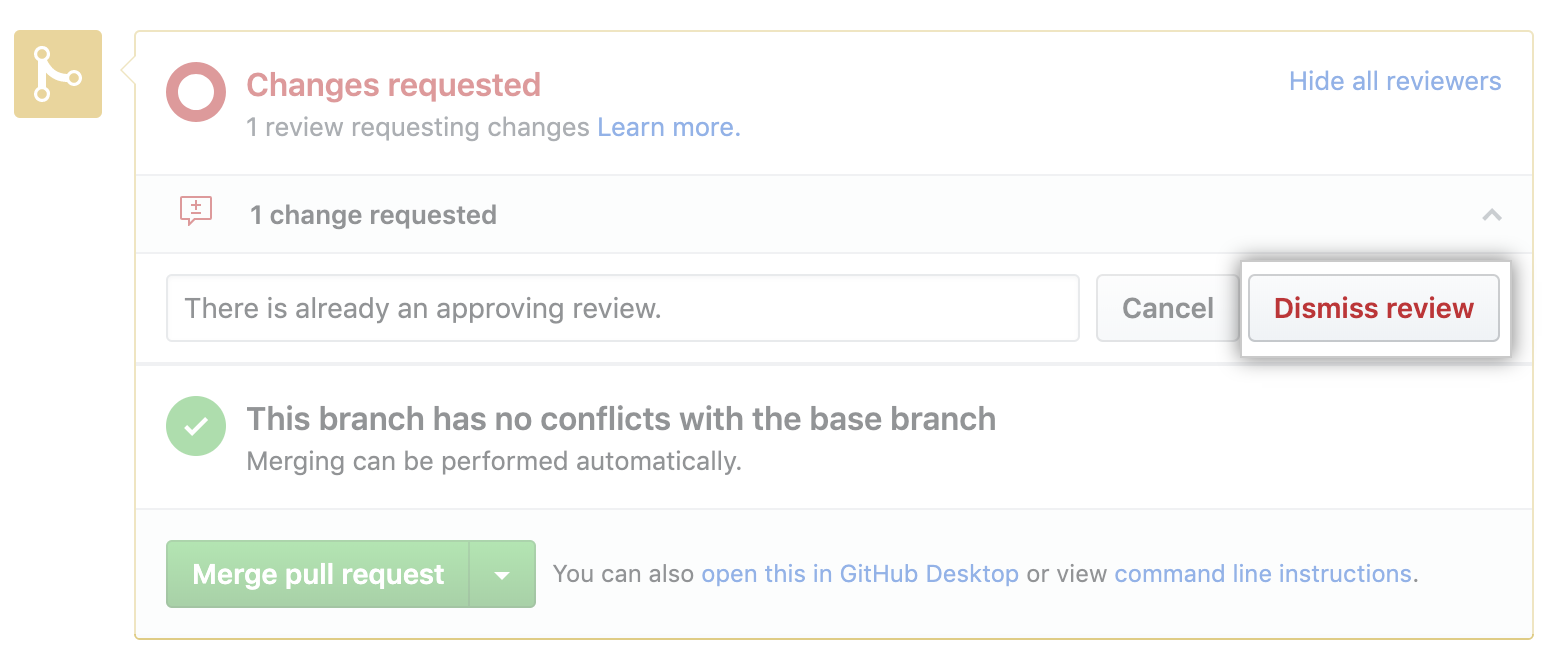 Changes requested
Hide all reviewers
1 review requesting changes Learn more.
1 change requested
There is already an approving review.
Cancel
Dismiss review
This branch has no conflicts with the base branch
Merging can be performed automatically.
Merge pull request
You can also open this in GitHub Desktop or view command line instructions.